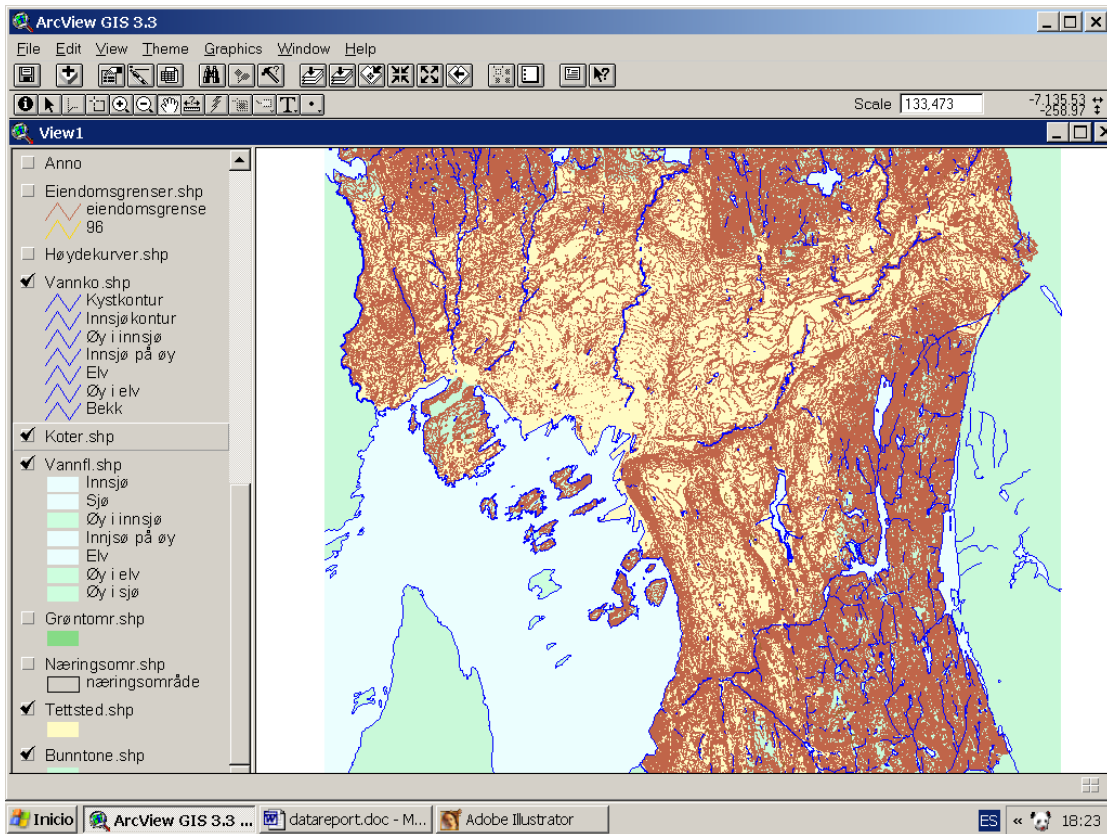 ArcView GIS 3.3
File Edit View Theme Graphics Window Help
Scale 133,473
-7,135.53
-258.97
View1
Anno
Eiendomsgrenser.shp
eiendomsgrense
96
Høydekurver.shp
Vannko.shp
Kystkontur
Innsjøkontur
Øy i innsjø
Innsjø på øy
Elv
Øy i elv
Bekk
Koter.shp
Vannfl.shp
Innsjø
Sjø
Øy i innsjø
Innjsø på øy
Elv
Øy i elv
Øy i sjø
Grøntomr.shp
Næringsomr.shp
næringsområde
Tettsted.shp
Bunntone.shp
Inicio ArcView GIS 3.3 ... datareport.doc - M... Adobe Illustrator ES « 18:23